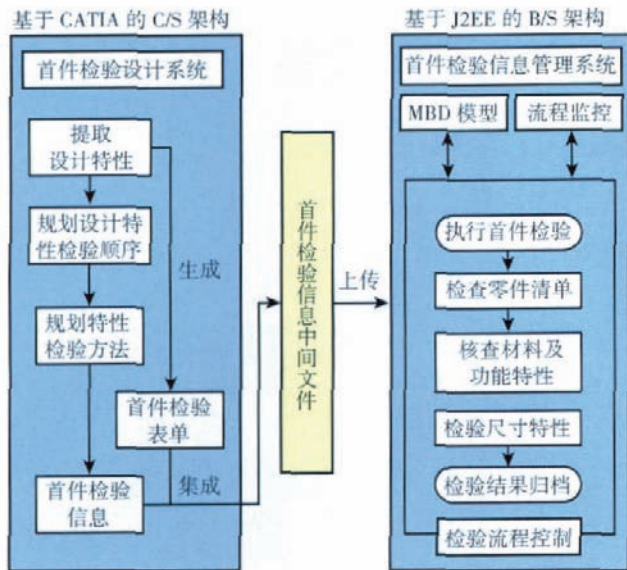 基于 CATIA 的 C/S 架构
首件检验设计系统
提取
设计特性
规划设计特
性检验顺序
生成
规划特性
检验方法
首件检验
表单
集成
首件检验
信息
首件检验信息中间文件
上传
基于 J2EE 的 B/S 架构
首件检验信息管理系统
MBD 模型
流程监控
执行首件检验
检查零件清单
核查材料及
功能特性
检验尺寸特性
检验结果归档
检验流程控制